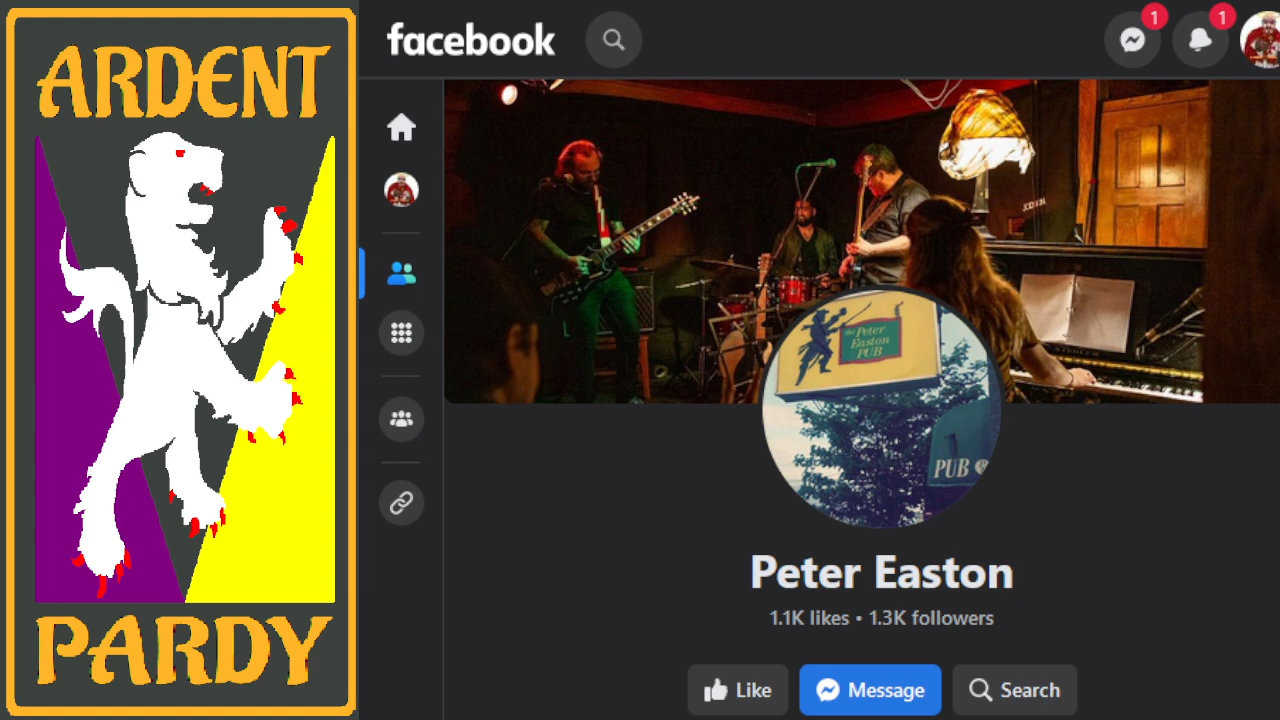 ARDENT
PARDY
facebook
1
1
the Peter
Easton
PUB
PUB
Peter Easton
1.1K likes • 1.3K followers
Like
Message
Search